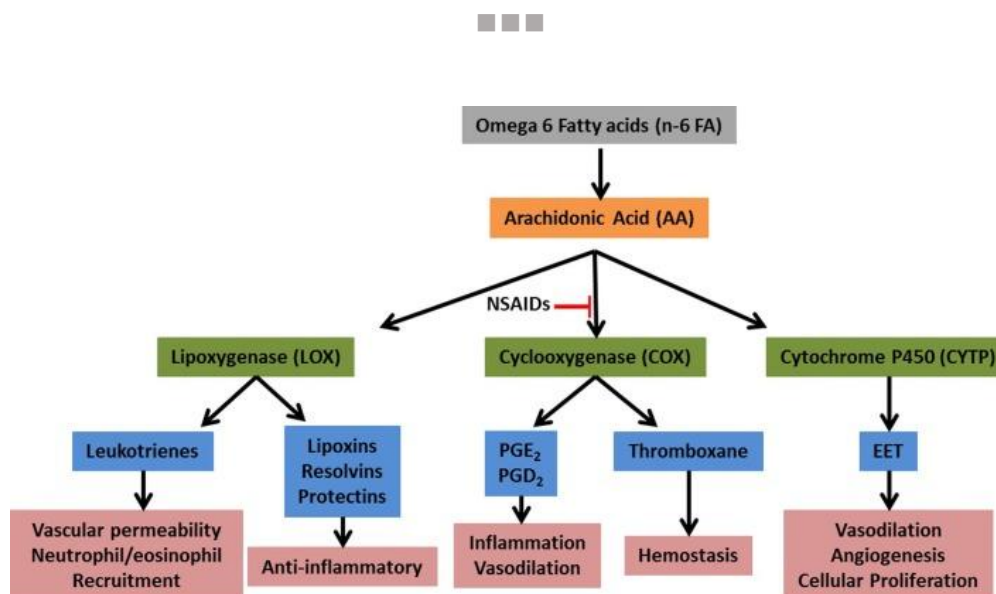 Omega 6 Fatty acids (n-6 FA)
Arachidonic Acid (AA)
NSAIDs
Lipoxygenase (LOX)
Cyclooxygenase (COX)
Cytochrome P450 (CYTP)
Leukotrienes
Lipoxins
Resolvins
Protectins
PGE₂
PGD₂
Thromboxane
EET
Vascular permeability
Neutrophil/eosinophil
Recruitment
Anti-inflammatory
Inflammation
Vasodilation
Hemostasis
Vasodilation
Angiogenesis
Cellular Proliferation